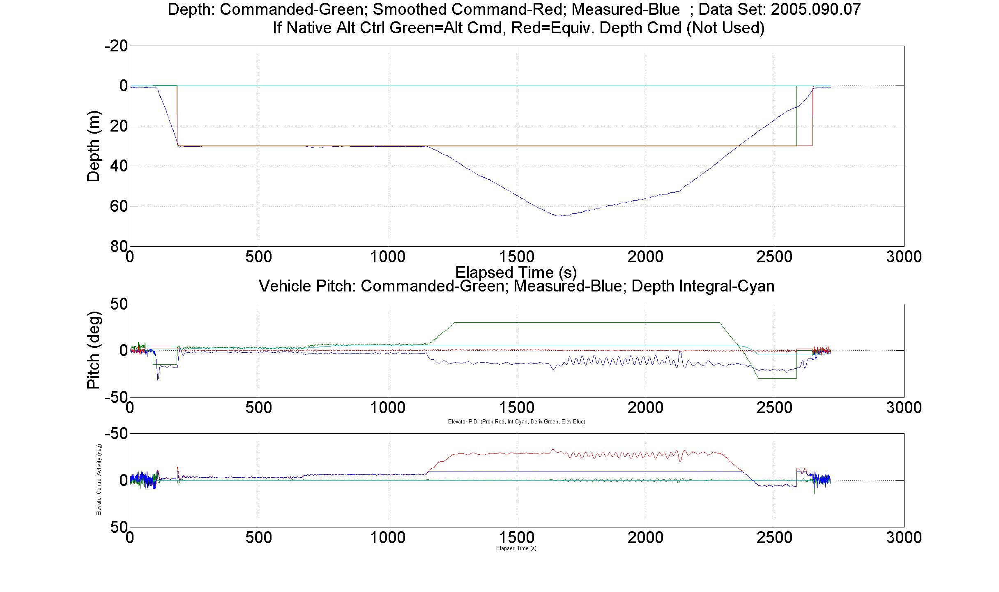 Depth: Commanded-Green; Smoothed Command-Red; Measured-Blue  ; Data Set: 2005.090.07
If Native Alt Ctrl Green=Alt Cmd, Red=Equiv. Depth Cmd (Not Used)
-20
0
20
40
60
80
Depth (m)
0 500 1000 1500 2000 2500 3000
Elapsed Time (s)
Vehicle Pitch: Commanded-Green; Measured-Blue; Depth Integral-Cyan
50
0
-50
Pitch (deg)
0 500 1000 1500 2000 2500 3000
Elevator PID: (Prop-Red, Int-Cyan, Deriv-Green, Elev-Blue)
-50
0
50
Elevator Control Activity (deg)
0 500 1000 1500 2000 2500 3000
Elapsed Time (s)